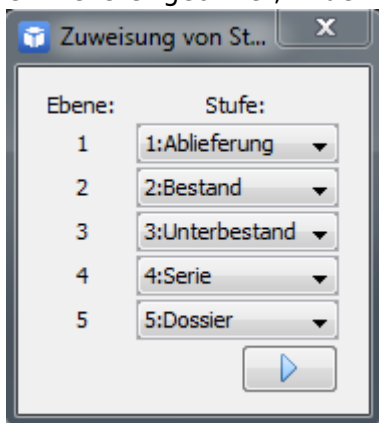 Zuweisung von St...
Ebene: Stufe:
1 1:Ablieferung
2 2:Bestand
3 3:Unterbestand
4 4:Serie
5 5:Dossier